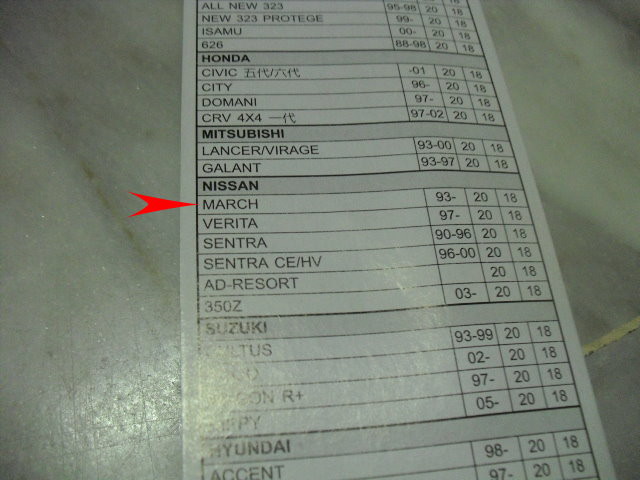 ALL NEW 323 95-98 20 18
NEW 323 PROTEGE 99- 20 18
ISAMU 00- 20 18
626 88-98 20 18
HONDA
CIVIC 五代/六代 -01 20 18
CITY 96- 20 18
DOMANI 97- 20 18
CRV 4X4 一代 97-02 20 18
MITSUBISHI
LANCER/VIRAGE 93-00 20 18
GALANT 93-97 20 18
NISSAN
MARCH 93- 20 18
VERITA 97- 20 18
SENTRA 90-96 20 18
SENTRA CE/HV 96-00 20 18
AD-RESORT 20 18
350Z 03- 20 18
SUZUKI
93-99 20 18
02- 20 18
R+ 97- 20 18
05- 20 18
HYUNDAI
ACCENT 98- 20 18
97- 20 18